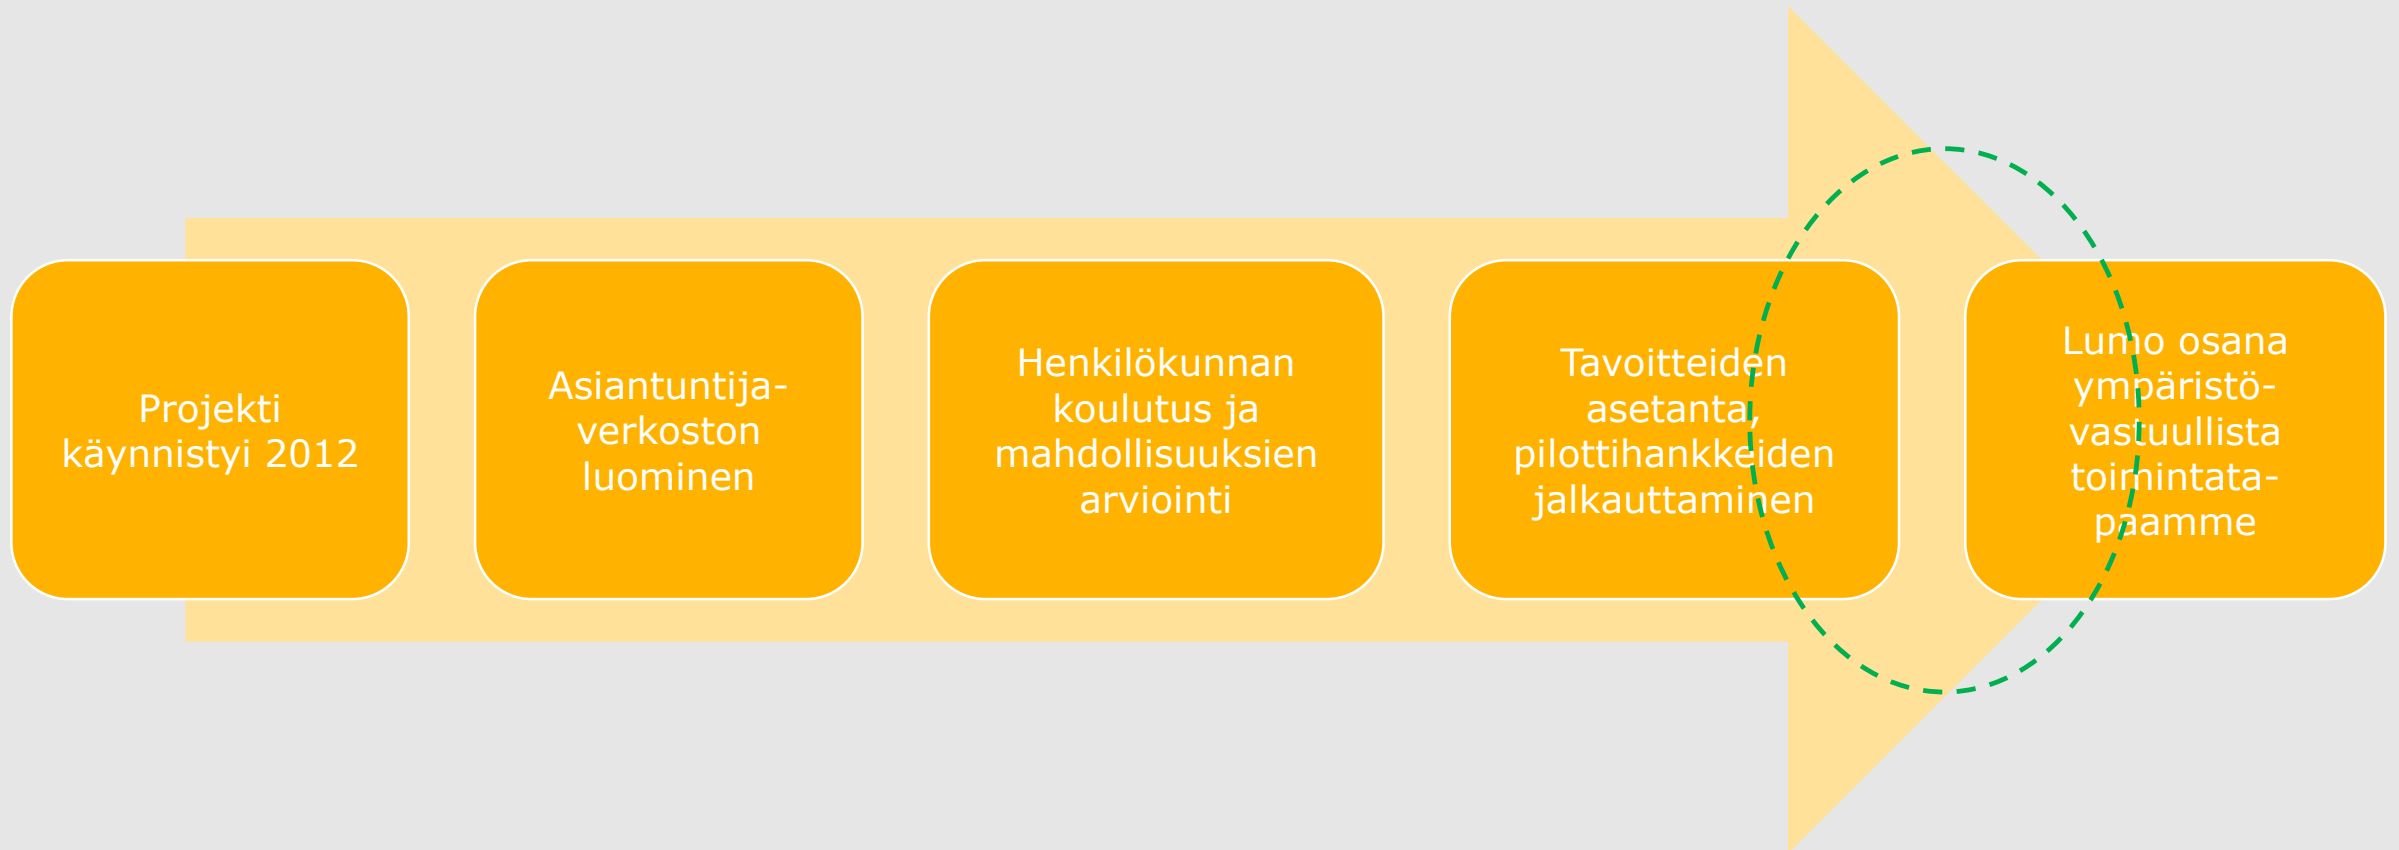 Projekti
käynnistyi 2012
Asiantuntija-
verkoston
luominen
Henkilökunnan
koulutus ja
mahdollisuuksien
arviointi
Tavoitteiden
asetanta,
pilottihankkeiden
jalkauttaminen
Lumo osana
ympäristö-
vastuullista
toimintata-
paamme